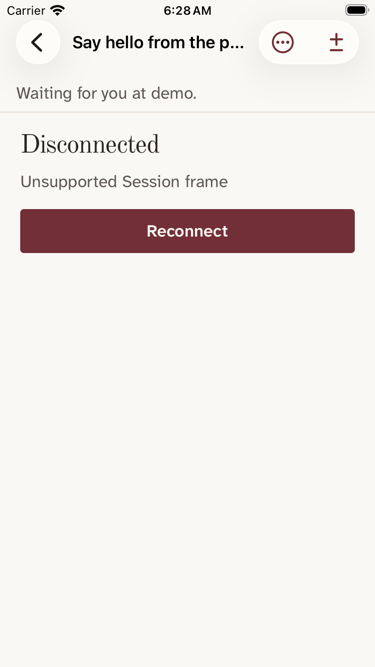 Carrier 6:28 AM
Say hello from the p...
Waiting for you at demo.
Disconnected
Unsupported Session frame
Reconnect